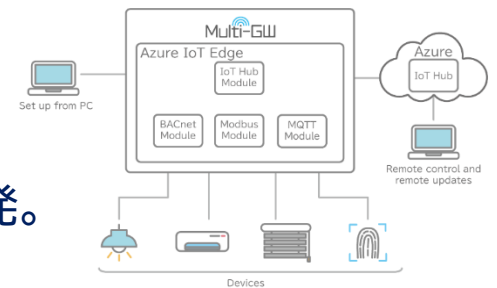 Multi-GW
Azure IoT Edge
IoT Hub
Module
BACnet
Module
Modbus
Module
MQTT
Module
Set up from PC
Azure
IoT Hub
Remote control and
remote updates
発。
Devices